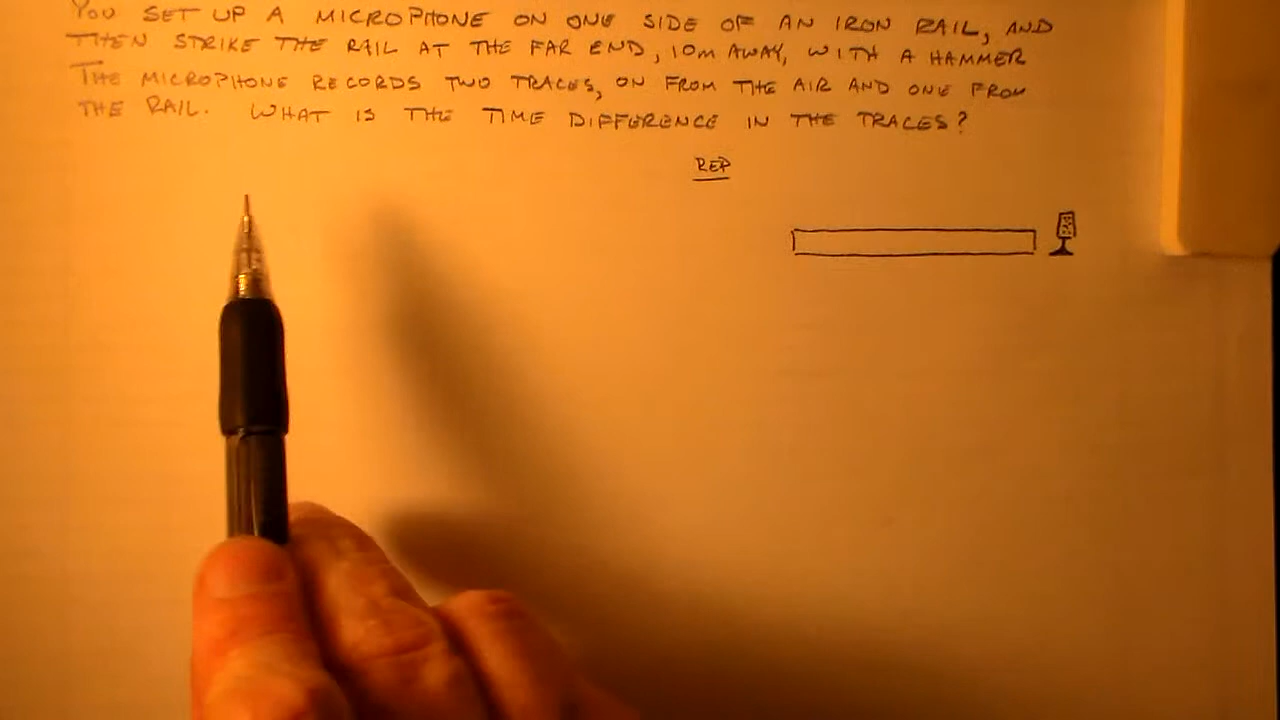 YOU SET UP A MICROPHONE ON ONE SIDE OF AN IRON RAIL, AND
THEN STRIKE THE RAIL AT THE FAR END, 10m AWAY, WITH A HAMMER
THE MICROPHONE RECORDS TWO TRACES, ON FROM THE AIR AND ONE FROM
THE RAIL. WHAT IS THE TIME DIFFERENCE IN THE TRACES?
REP